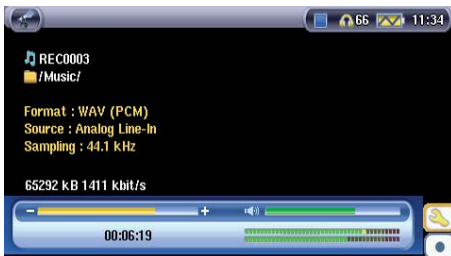 66 11:34
REC0003
/Music/
Format : WAV (PCM)
Source : Analog Line-In
Sampling : 44.1 kHz
65292 kB 1411 kbit/s
- +
00:06:19